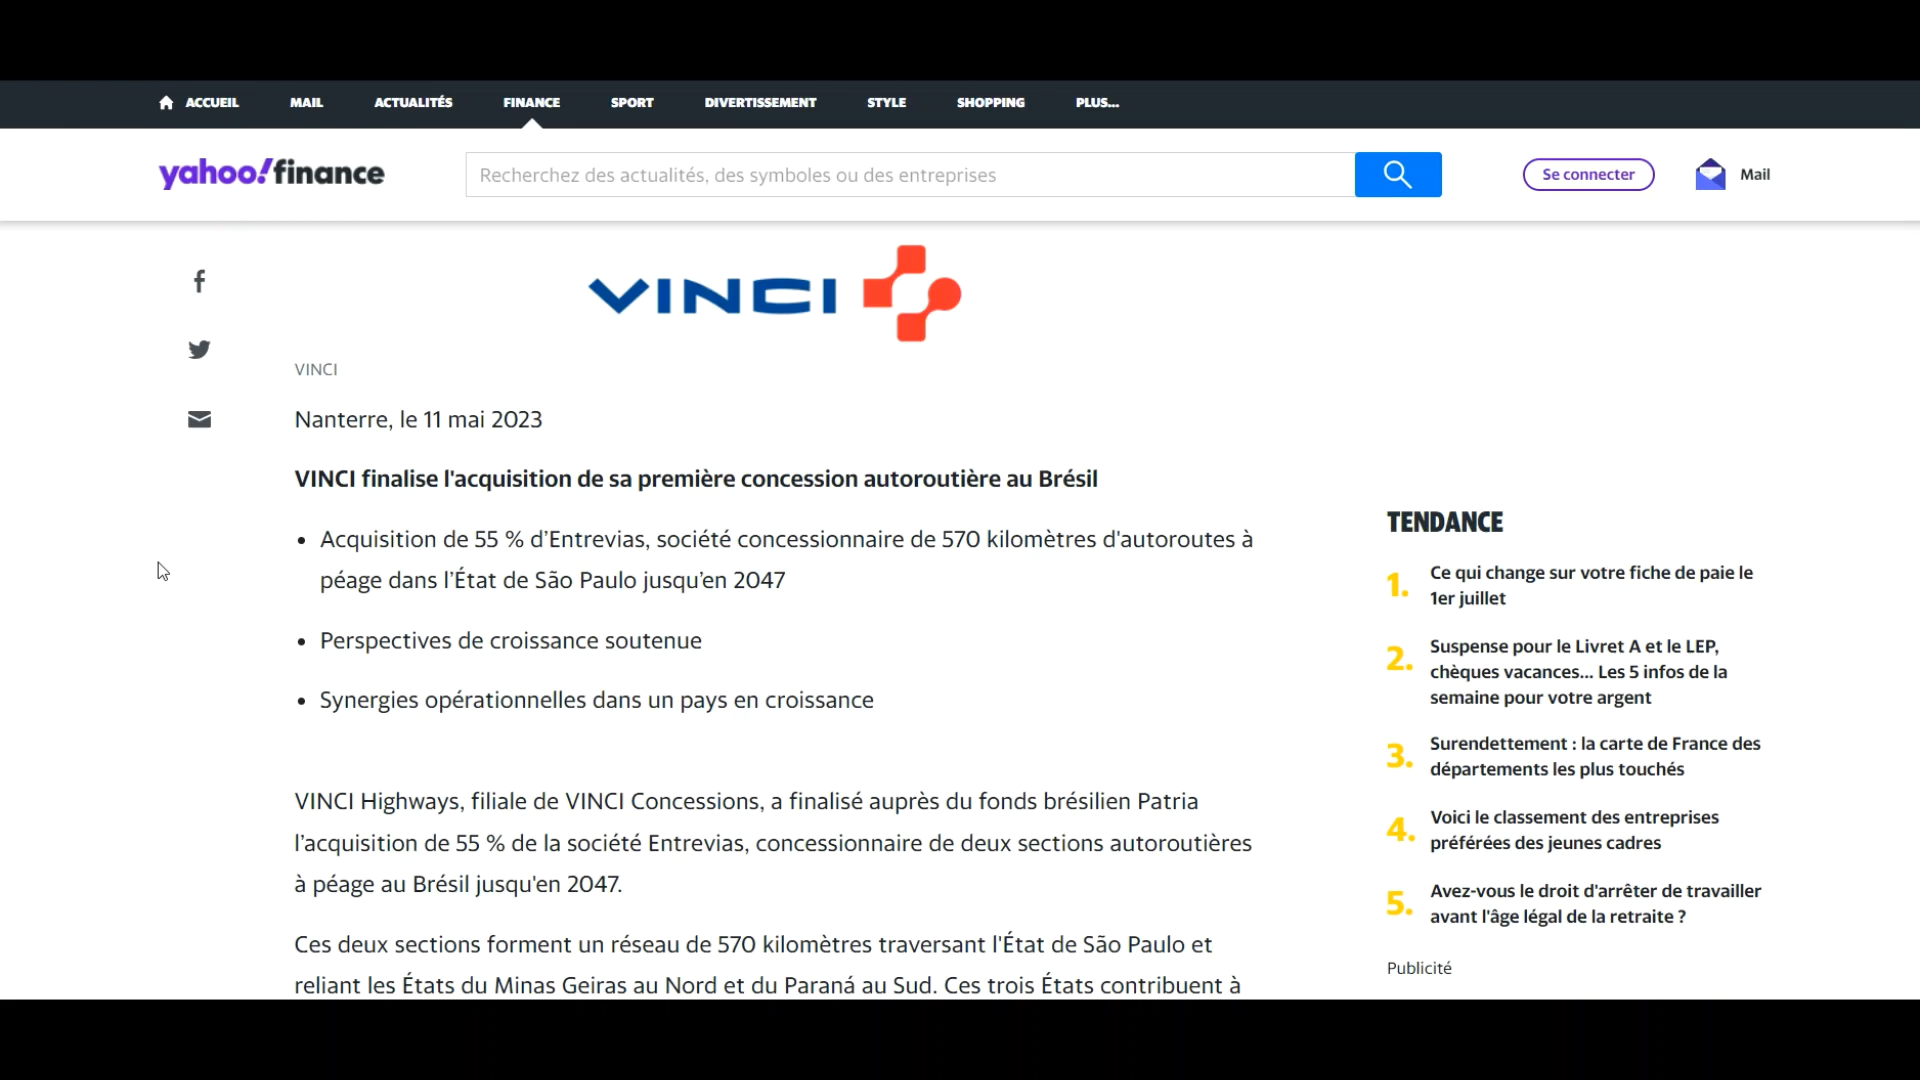 ACCUEIL MAIL ACTUALITÉS FINANCE SPORT DIVERTISSEMENT STYLE SHOPPING PLUS...
yahoo!finance
Recherchez des actualités, des symboles ou des entreprises
Se connecter
Mail
VINCI
VINCI
Nanterre, le 11 mai 2023
VINCI finalise l'acquisition de sa première concession autoroutière au Brésil
• Acquisition de 55 % d’Entrevias, société concessionnaire de 570 kilomètres d'autoroutes à
péage dans l’État de São Paulo jusqu’en 2047
• Perspectives de croissance soutenue
• Synergies opérationnelles dans un pays en croissance
VINCI Highways, filiale de VINCI Concessions, a finalisé auprès du fonds brésilien Patria
l’acquisition de 55 % de la société Entrevias, concessionnaire de deux sections autoroutières
à péage au Brésil jusqu'en 2047.
Ces deux sections forment un réseau de 570 kilomètres traversant l'État de São Paulo et
reliant les États du Minas Geiras au Nord et du Paraná au Sud. Ces trois États contribuent à
TENDANCE
1. Ce qui change sur votre fiche de paie le
1er juillet
2. Suspense pour le Livret A et le LEP,
chèques vacances... Les 5 infos de la
semaine pour votre argent
3. Surendettement : la carte de France des
départements les plus touchés
4. Voici le classement des entreprises
préférées des jeunes cadres
5. Avez-vous le droit d'arrêter de travailler
avant l'âge légal de la retraite ?
Publicité